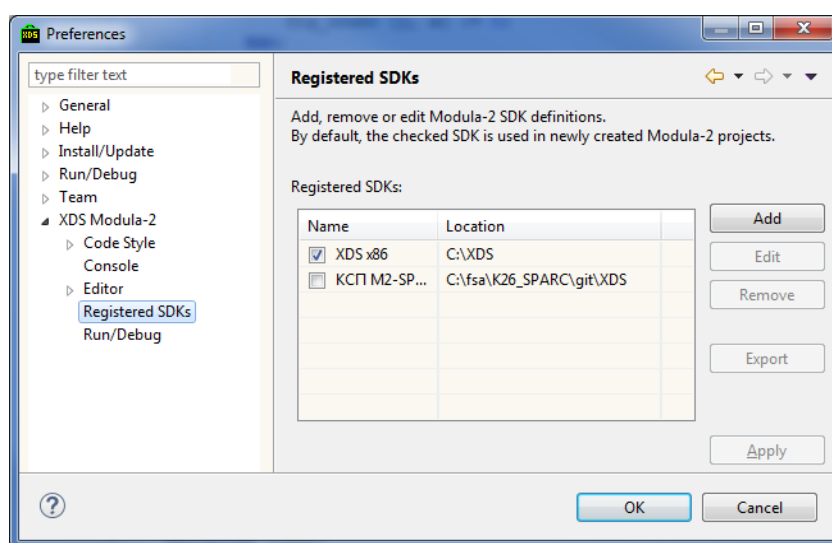 XDS Preferences
type filter text
General
Help
Install/Update
Run/Debug
Team
XDS Modula-2
Code Style
Console
Editor
Registered SDKs
Run/Debug
Registered SDKs
Add, remove or edit Modula-2 SDK definitions.
By default, the checked SDK is used in newly created Modula-2 projects.
Registered SDKs:
Name Location
XDS x86 C:\XDS
КСП M2-SP... C:\fsa\K26_SPARC\git\XDS
Add
Edit
Remove
Export
Apply
?
OK Cancel